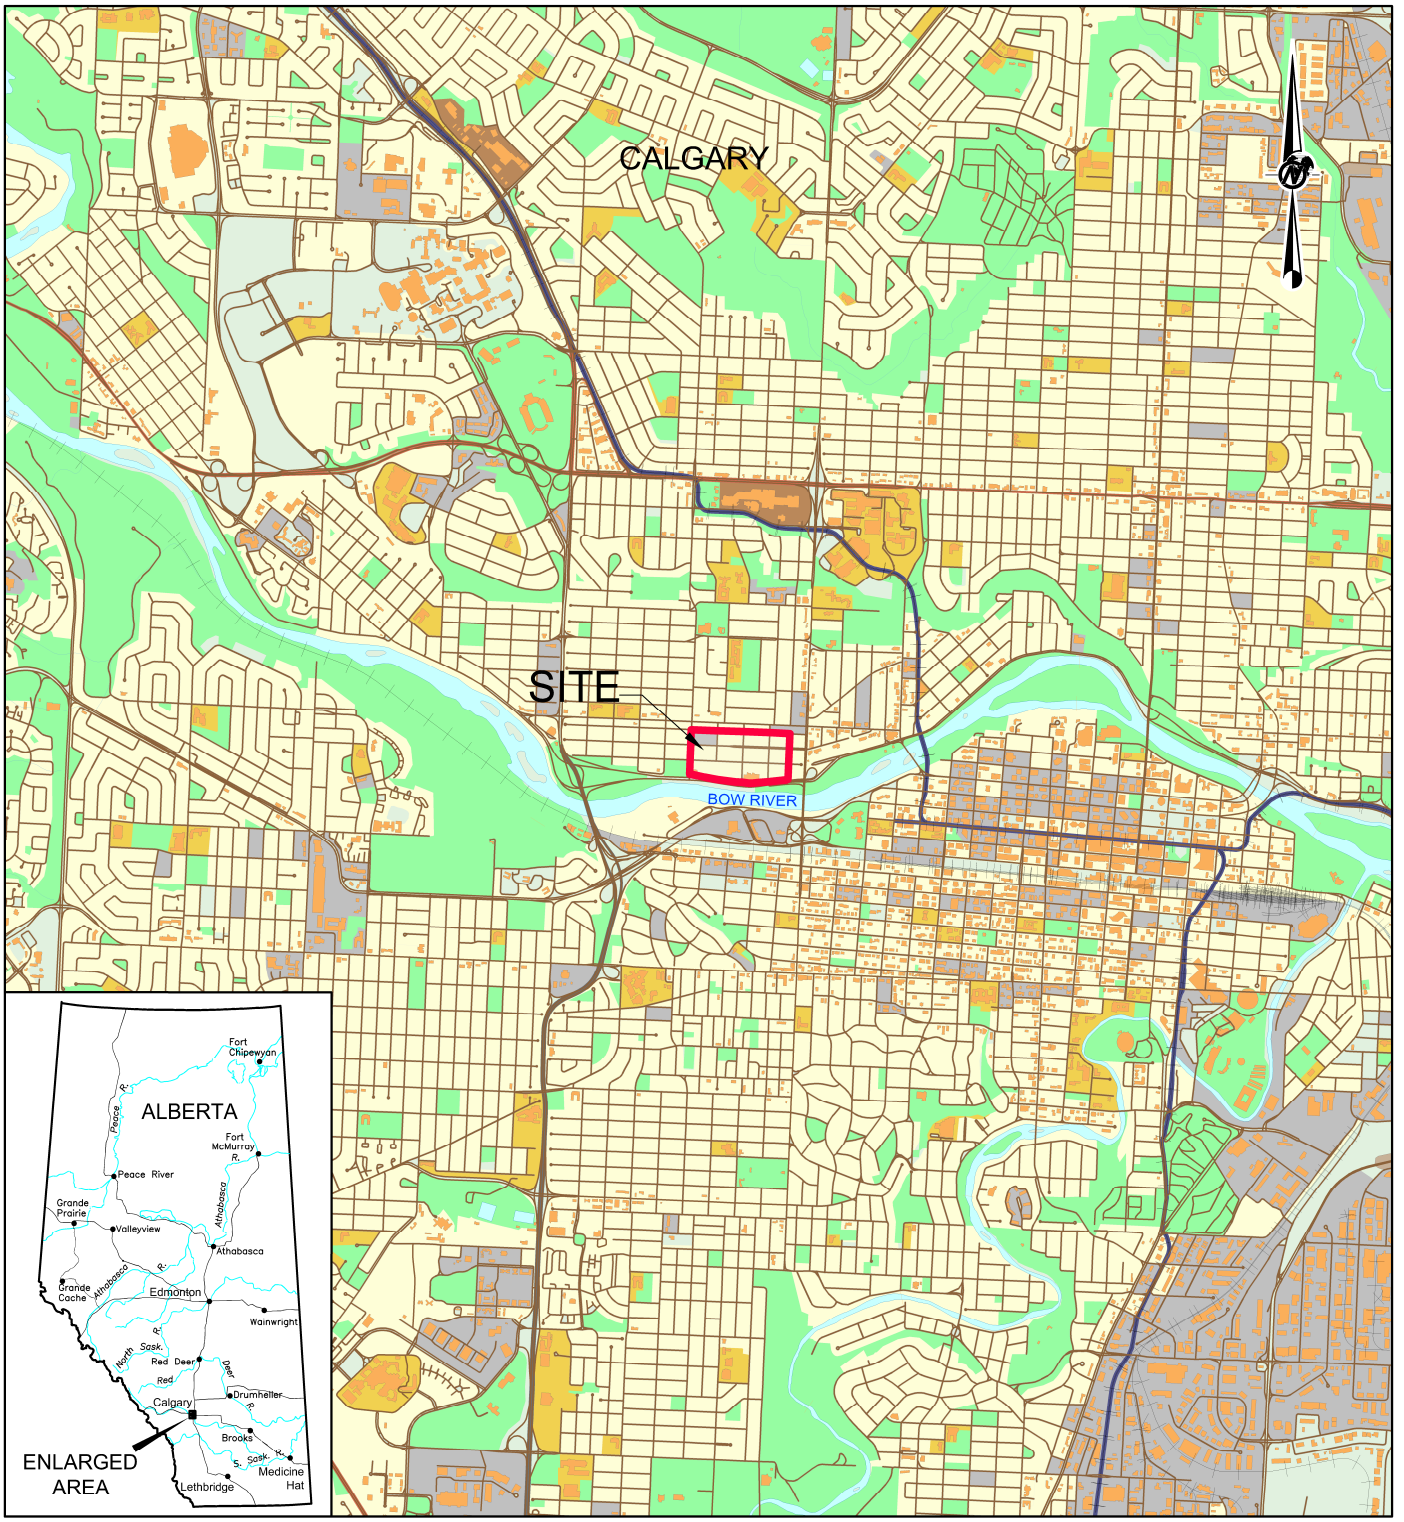 CALGARY
N
SITE
BOW RIVER
Fort
Chipewyan
Peace R.
ALBERTA
Fort
McMurray
R.
Peace River
Athabasca
Grande
Prairie
Valleyview
Athabasca
Grande
Cache
Athabasca R.
Edmonton
Wainwright
North Sask. R.
Red Deer
Red Deer R.
Drumheller
Calgary
Brooks
S. Sask. R.
ENLARGED
AREA
Medicine
Hat
Lethbridge